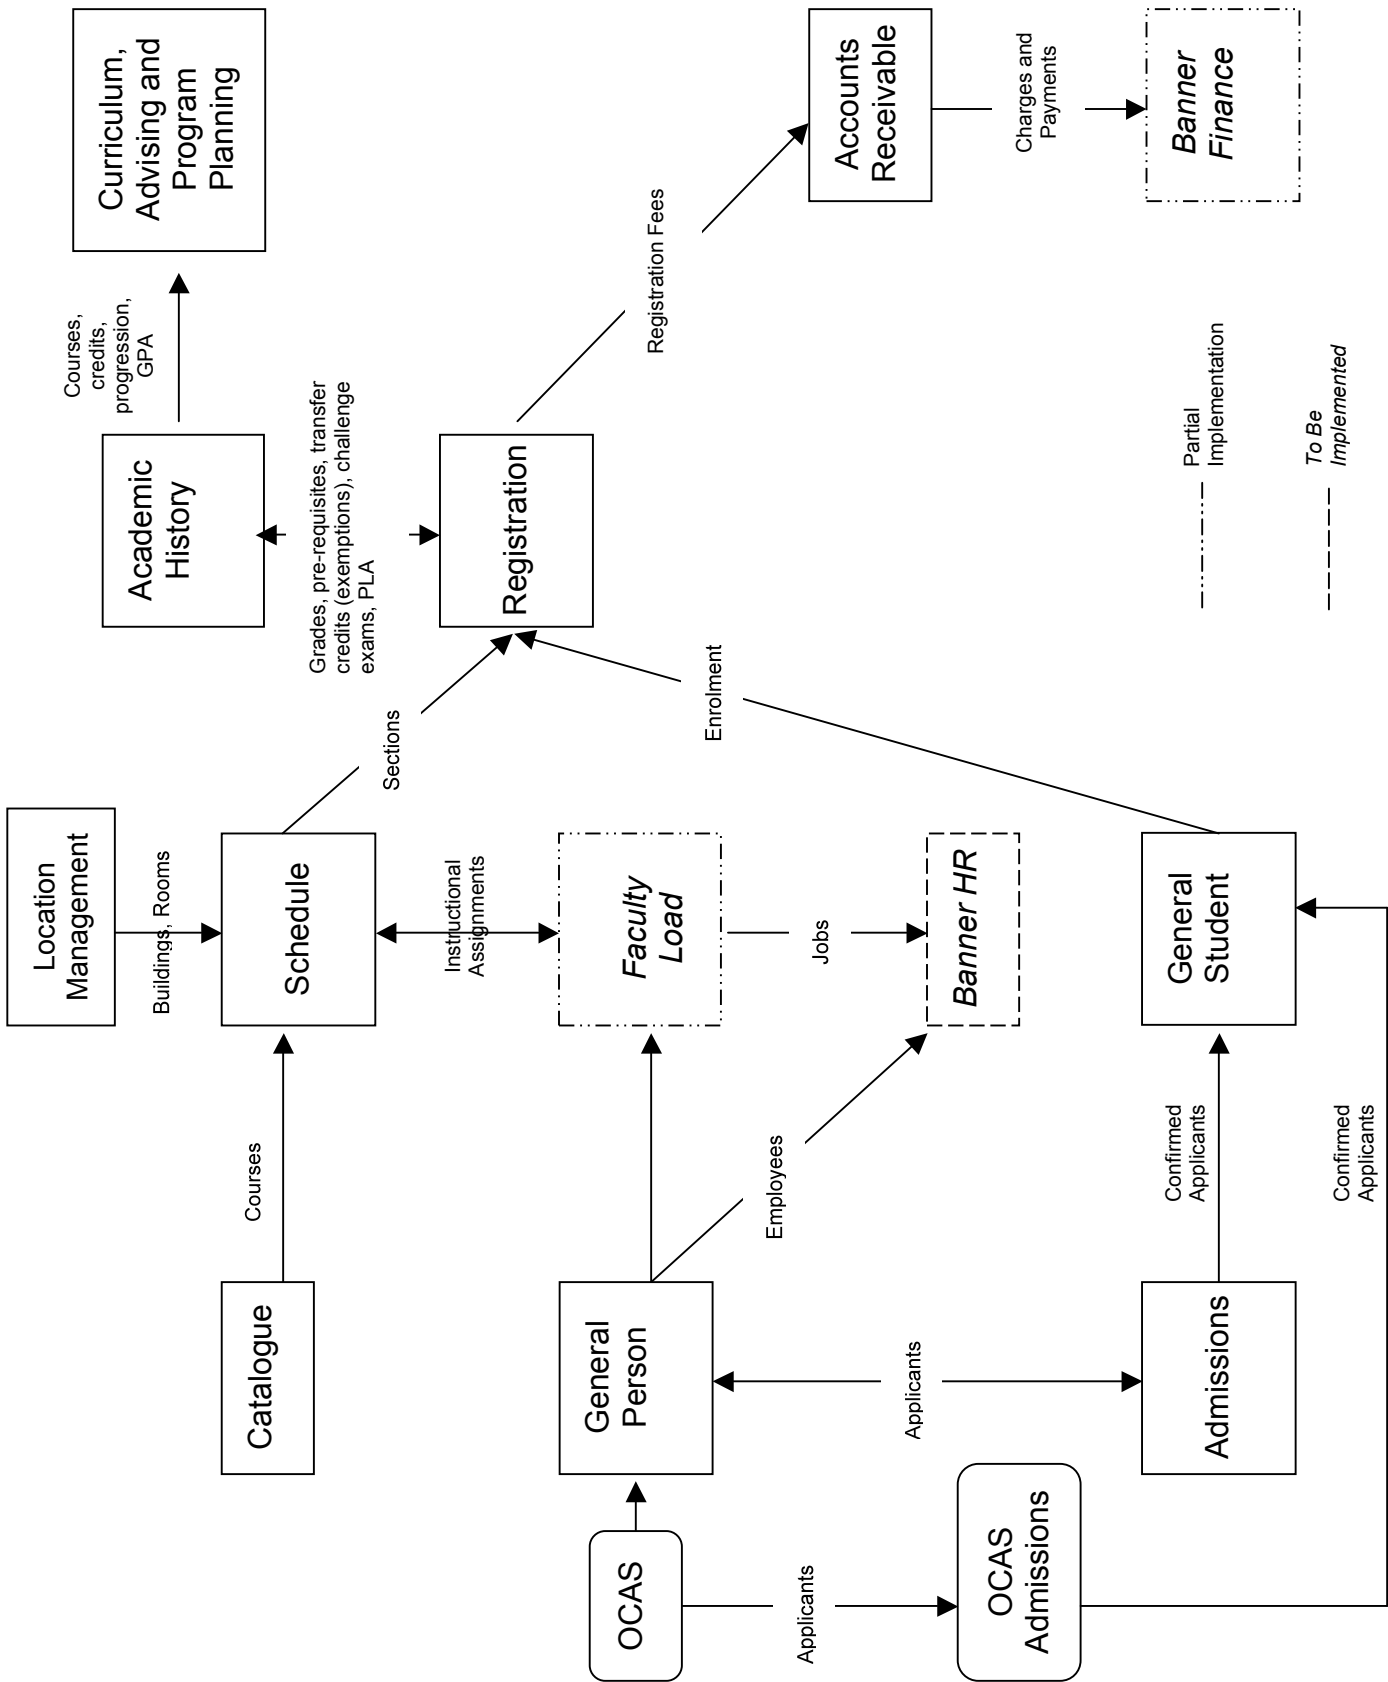 Location
Management
Buildings, Rooms
Catalogue
Courses
Schedule
Sections
Academic
History
Courses,
credits,
progression,
GPA
Curriculum,
Advising and
Program
Planning
Instructional
Assignments
Grades, pre-requisites, transfer
credits (exemptions), challenge
exams, PLA
OCAS
General
Person
Faculty
Load
Registration
Registration Fees
Employees
Jobs
Enrolment
Applicants
Applicants
Banner HR
Accounts
Receivable
Charges and
Payments
OCAS
Admissions
Admissions
Confirmed
Applicants
General
Student
Banner
Finance
Confirmed
Applicants
Partial
Implementation
To Be
Implemented